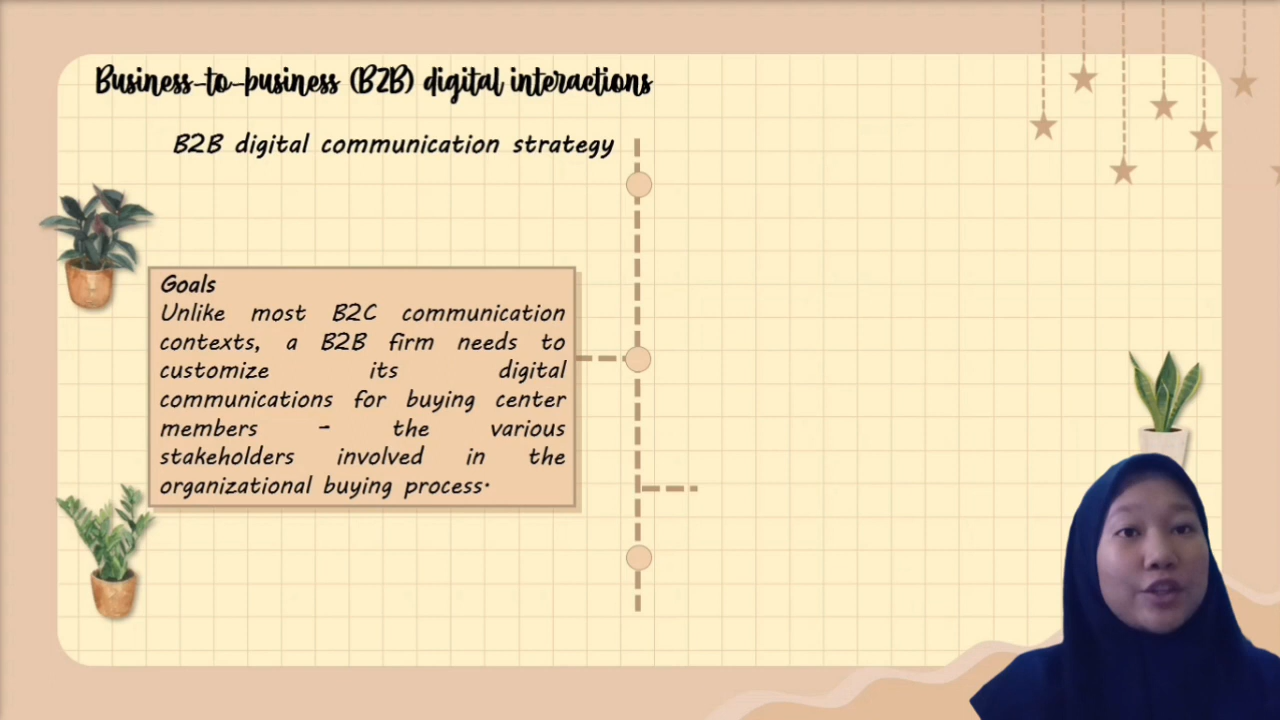 Business-to-business (B2B) digital interactions
B2B digital communication strategy
Goals
Unlike most B2C communication
contexts, a B2B firm needs to
customize its digital
communications for buying center
members - the various
stakeholders involved in the
organizational buying process.